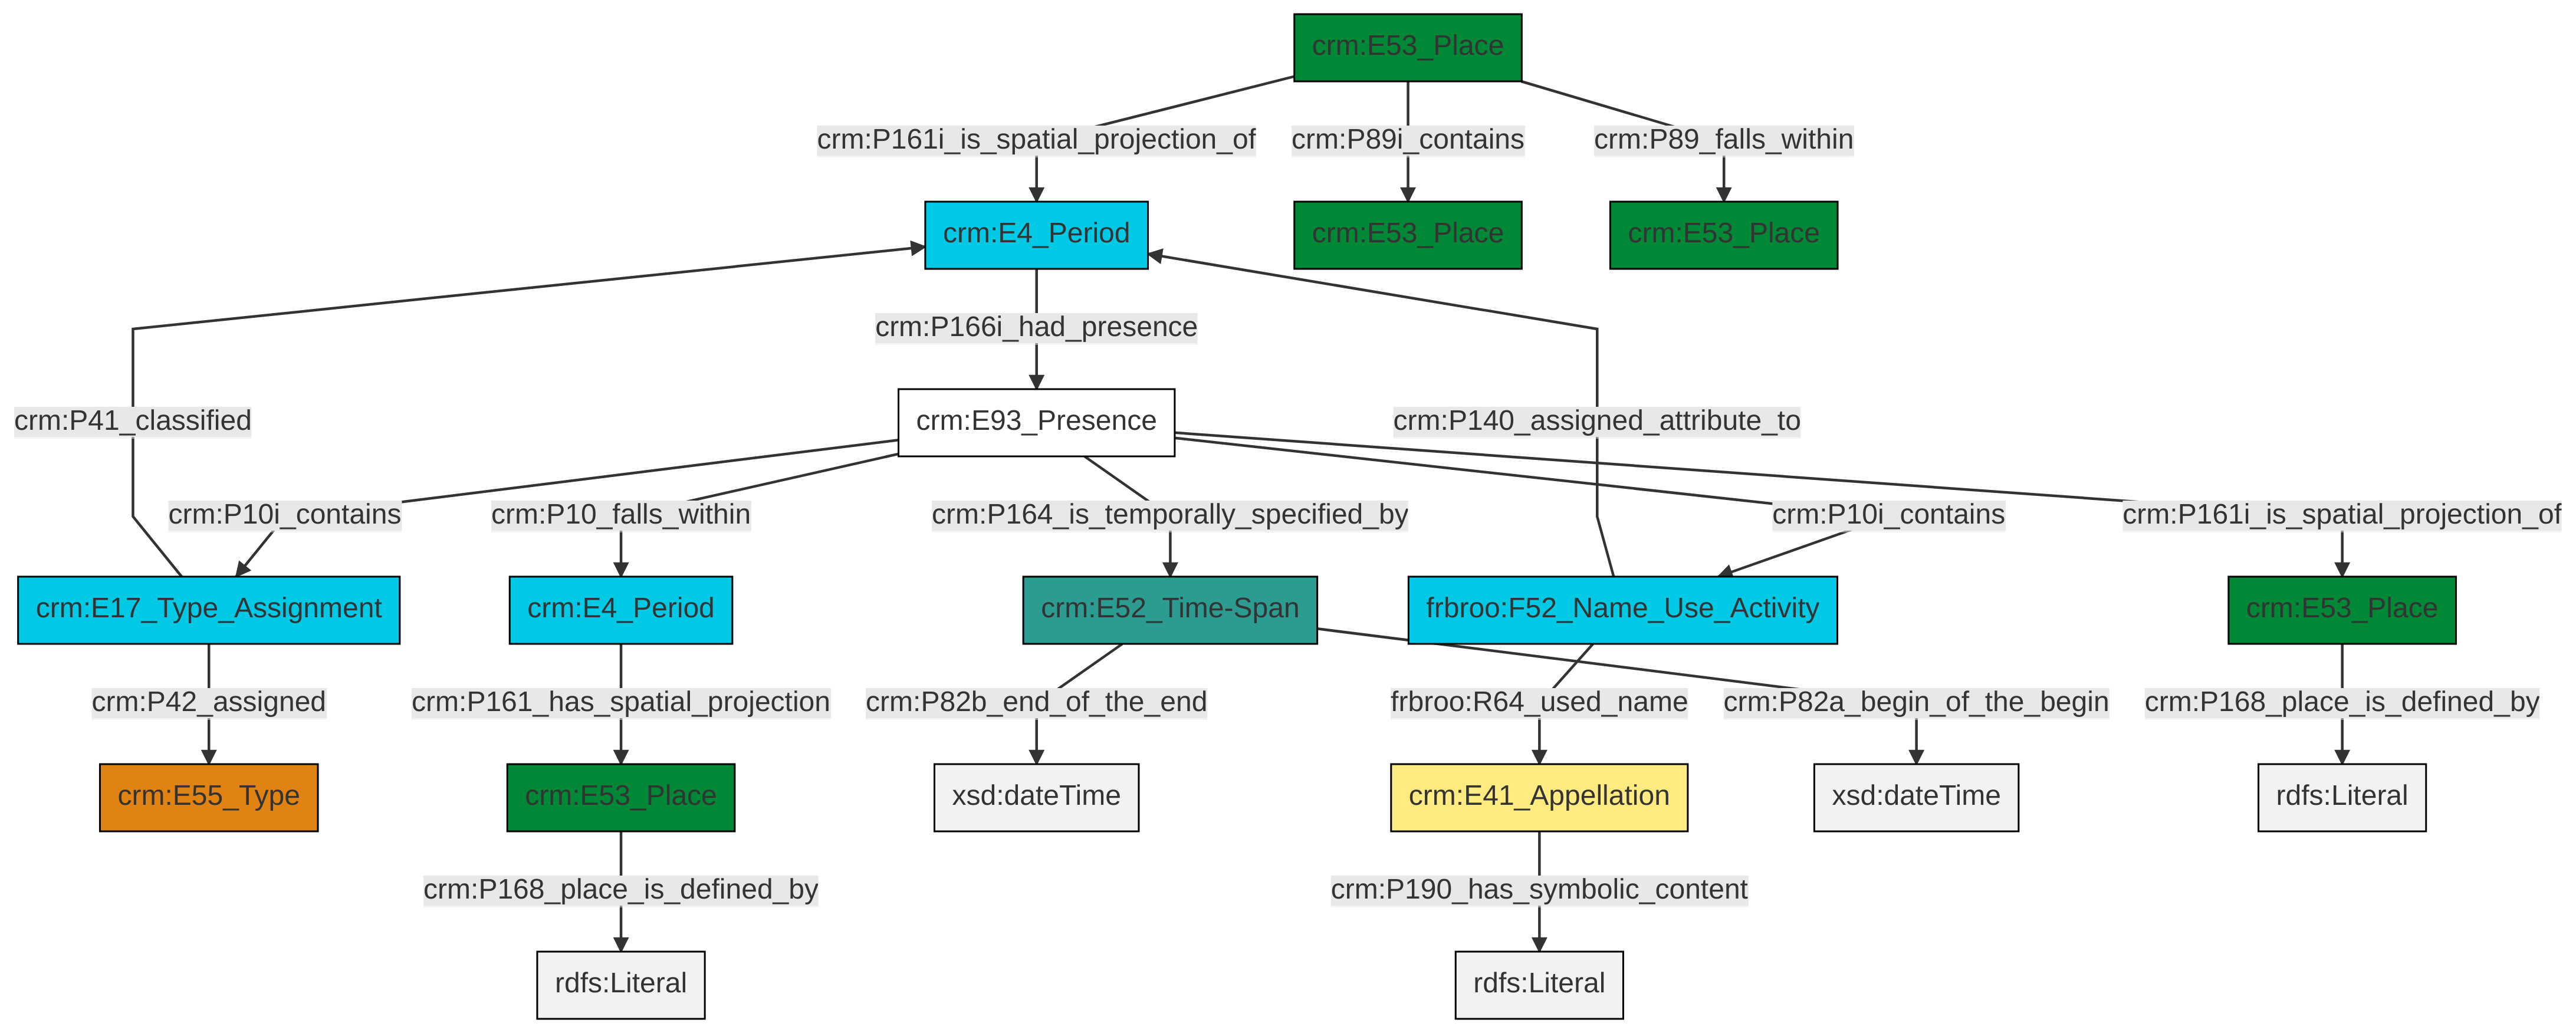 crm:E53_Place
crm:P161i_is_spatial_projection_of
crm:P89i_contains
crm:P89_falls_within
crm:E4_Period
crm:E53_Place
crm:E53_Place
crm:P166i_had_presence
crm:P41_classified
crm:E93_Presence
crm:P140_assigned_attribute_to
crm:P10i_contains
crm:P10_falls_within
crm:P164_is_temporally_specified_by
crm:P10i_contains
crm:P161i_is_spatial_projection_of
crm:E17_Type_Assignment
crm:E4_Period
crm:E52_Time-Span
frbroo:F52_Name_Use_Activity
crm:E53_Place
crm:P42_assigned
crm:P161_has_spatial_projection
crm:P82b_end_of_the_end
frbroo:R64_used_name
crm:P82a_begin_of_the_begin
crm:P168_place_is_defined_by
crm:E55_Type
crm:E53_Place
xsd:dateTime
crm:E41_Appellation
xsd:dateTime
rdfs:Literal
crm:P168_place_is_defined_by
crm:P190_has_symbolic_content
rdfs:Literal
rdfs:Literal